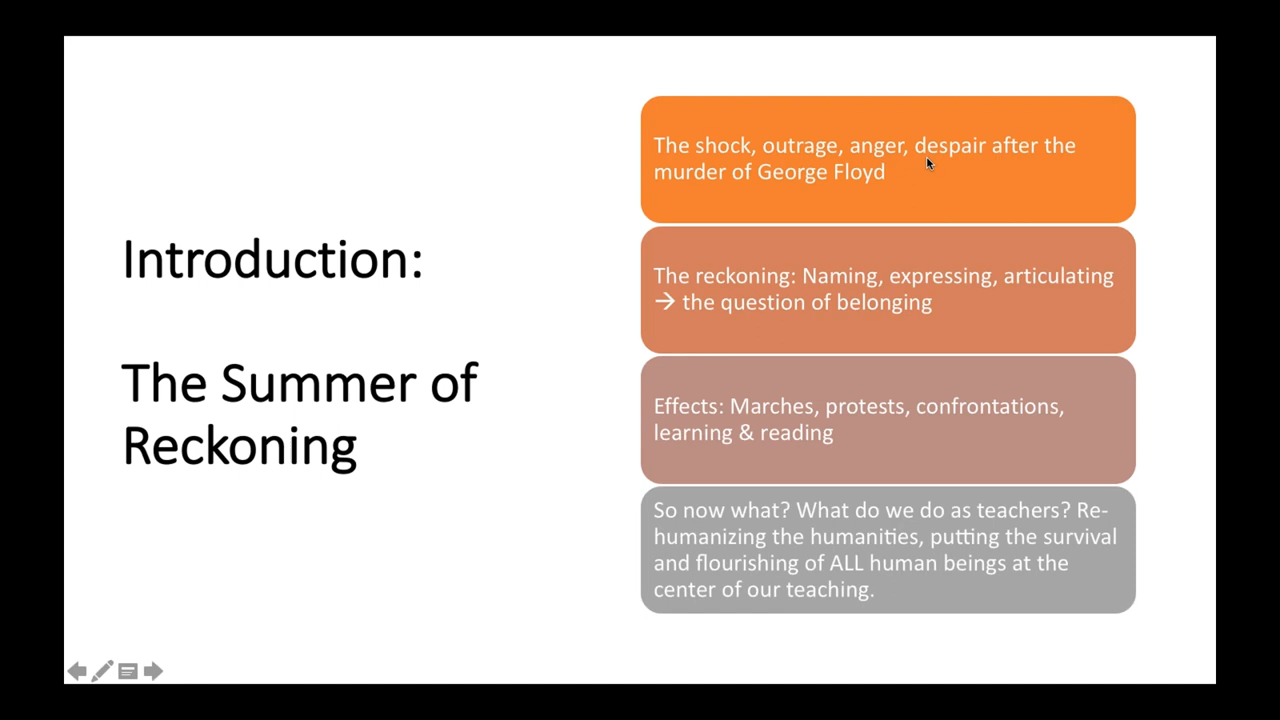 Introduction:
The Summer of
Reckoning
The shock, outrage, anger, despair after the
murder of George Floyd
The reckoning: Naming, expressing, articulating
→ the question of belonging
Effects: Marches, protests, confrontations,
learning & reading
So now what? What do we do as teachers? Re-
humanizing the humanities, putting the survival
and flourishing of ALL human beings at the
center of our teaching.